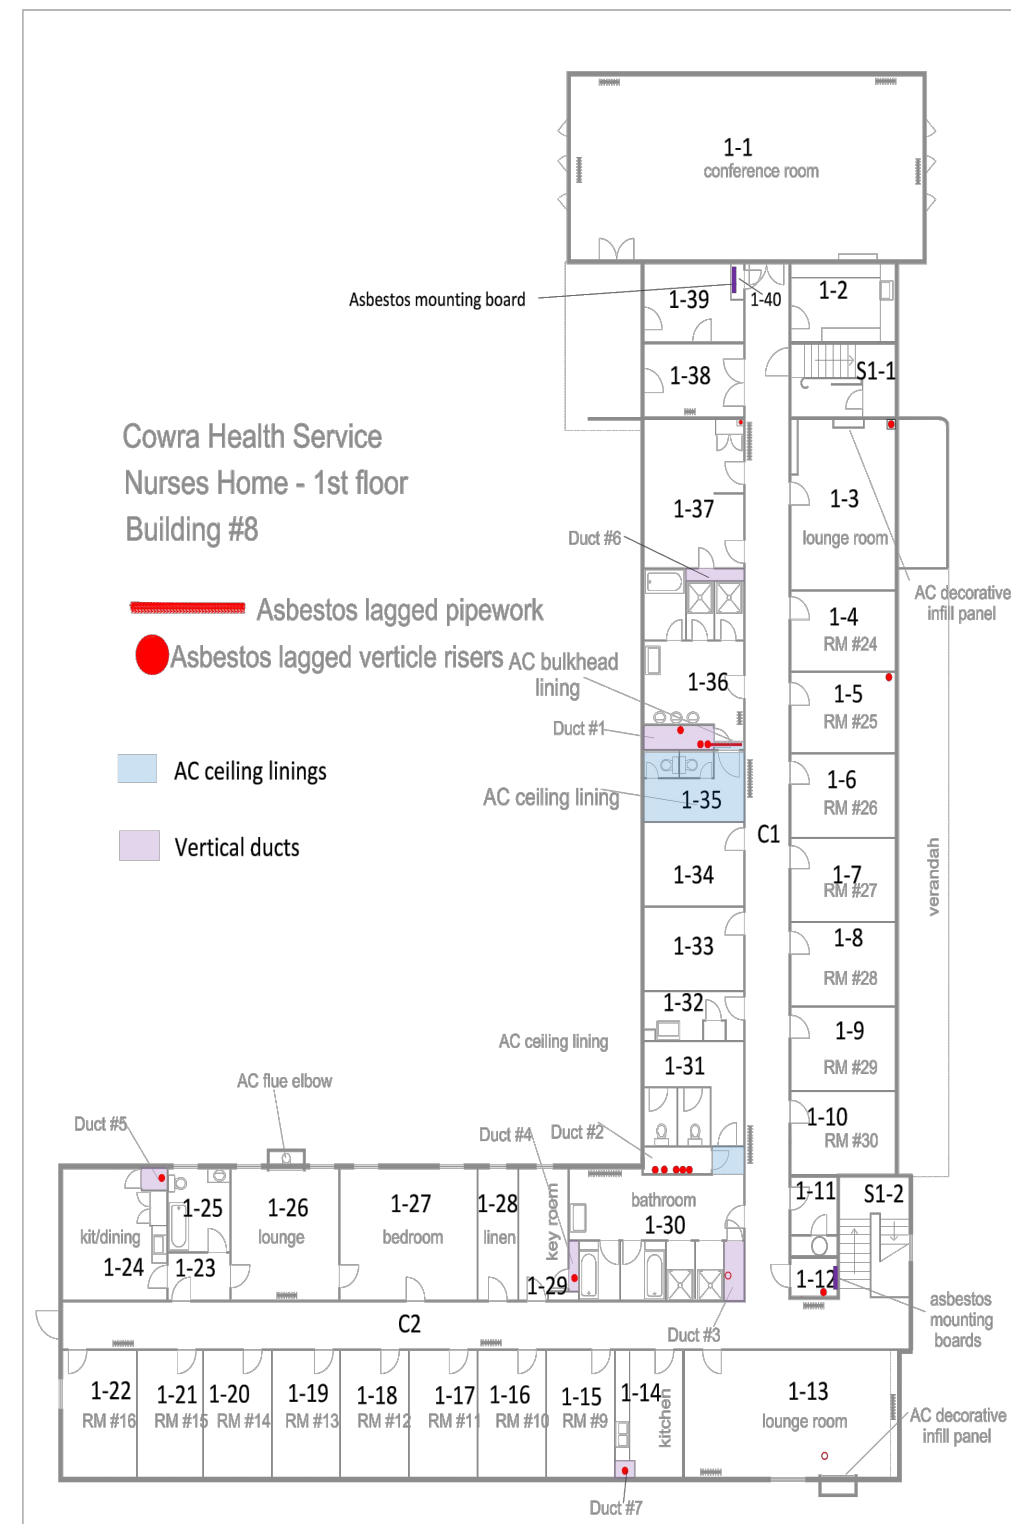 1-1
conference room
Asbestos mounting board
1-39
1-40
1-2
1-38
S1-1
Cowra Health Service
Nurses Home - 1st floor
Building #8
1-37
1-3
lounge room
Duct #6
AC decorative
infill panel
Asbestos lagged pipework
Asbestos lagged verticle risers
AC bulkhead
lining
1-4
RM #24
1-36
1-5
RM #25
Duct #1
AC ceiling linings
AC ceiling lining
1-35
1-6
RM #26
Vertical ducts
C1
1-34
1-7
RM #27
verandah
1-33
1-8
RM #28
1-32
1-9
RM #29
AC ceiling lining
1-31
AC flue elbow
1-10
RM #30
Duct #5
Duct #4
Duct #2
1-25
1-26
lounge
1-27
bedroom
1-28
linen
key room
bathroom
1-30
1-11
S1-2
kit/dining
1-24
1-23
1-29
1-12
asbestos
mounting
boards
C2
Duct #3
1-22
RM #16
1-21
RM #15
1-20
RM #14
1-19
RM #13
1-18
RM #12
1-17
RM #11
1-16
RM #10
1-15
RM #9
1-14
kitchen
1-13
lounge room
AC decorative
infill panel
Duct #7